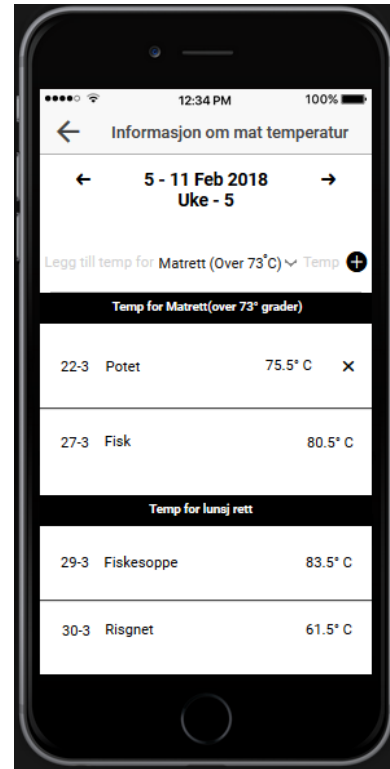 12:34 PM 100%
Informasjon om mat temperatur
5 - 11 Feb 2018
Uke - 5
Legg till temp for Matrett (Over 73°C) Temp
Temp for Matrett(over 73° grader)
22-3 Potet 75.5° C ×
27-3 Fisk 80.5° C
Temp for lunsj rett
29-3 Fiskesoppe 83.5° C
30-3 Risgnet 61.5° C